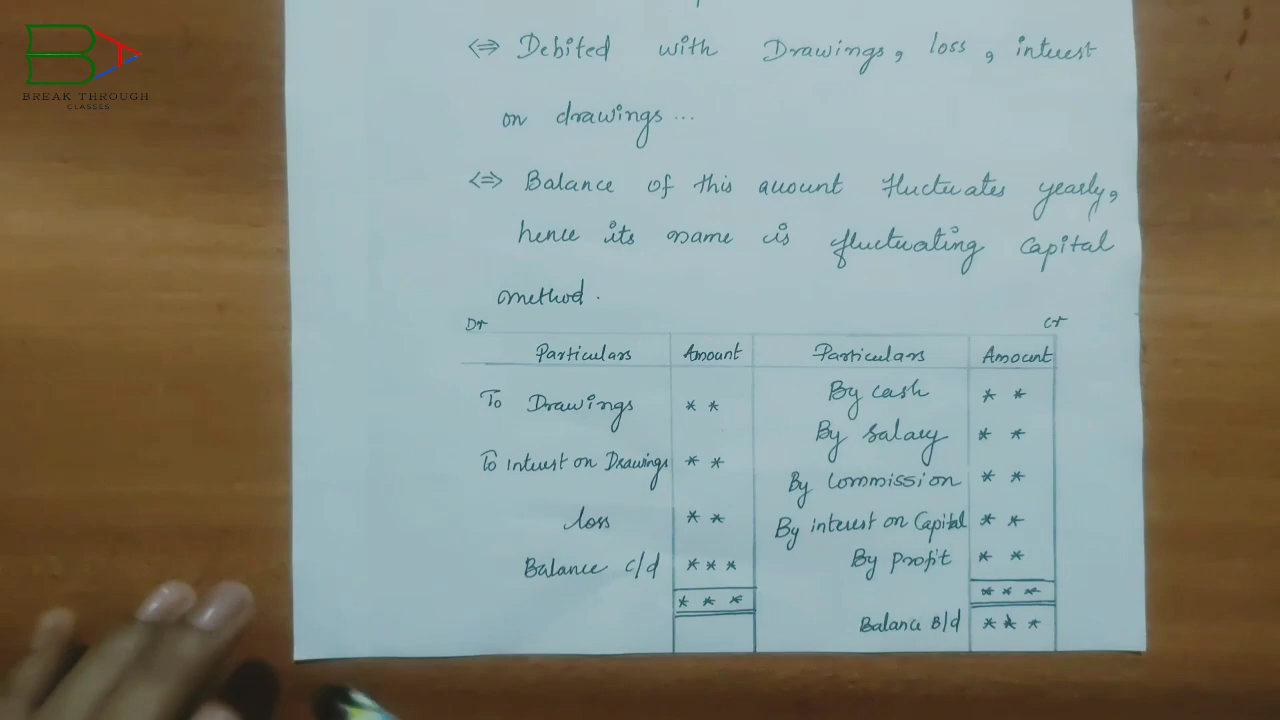 BREAK THROUGH
CLASSES
⇔ Debited with Drawings, loss, interest
on drawings...
⇔ Balance of this account fluctuates yearly,
hence its name is fluctuating capital
method.
Dr Cr
Particulars Amount Particulars Amount
To Drawings ** By cash **
By Salary **
To Interest on Drawings **
By Commission **
loss ** By interest on Capital **
Balance c/d *** By Profit **
*** ***
Balance B/d ***